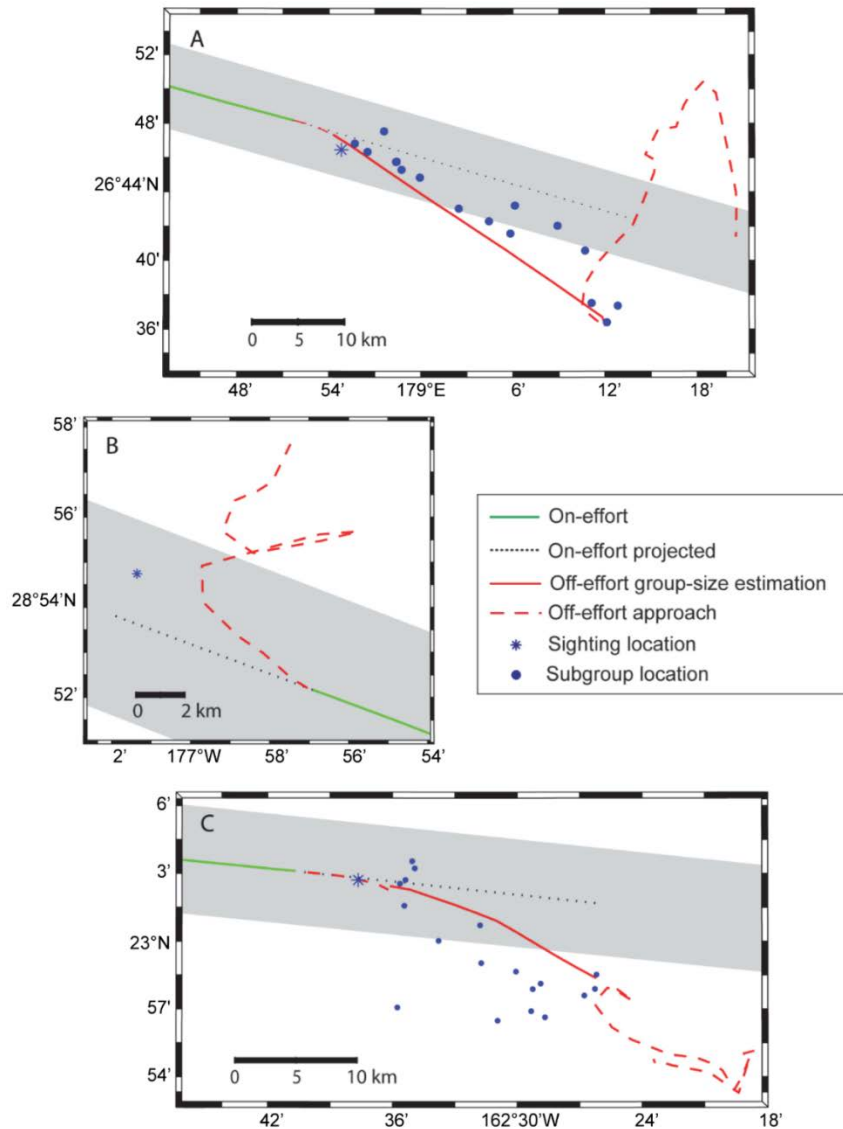 A
52'
48'
26°44'N
40'
36'
0 5 10 km
48' 54' 179°E 6' 12' 18'
B
58'
56'
28°54'N
52'
0 2 km
2' 177°W 58' 56' 54'
On-effort
On-effort projected
Off-effort group-size estimation
Off-effort approach
Sighting location
Subgroup location
C
6'
3'
23°N
57'
54'
0 5 10 km
42' 36' 162°30'W 24' 18'